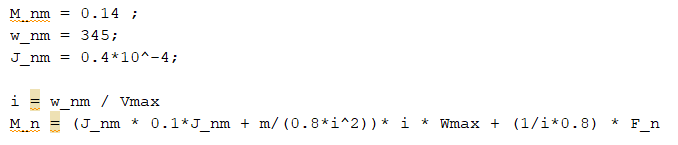 M_nm = 0.14 ;
w_nm = 345;
J_nm = 0.4*10^-4;
i = w_nm / Vmax
M_n = (J_nm * 0.1*J_nm + m/(0.8*i^2))* i * Wmax + (1/i*0.8) * F_n